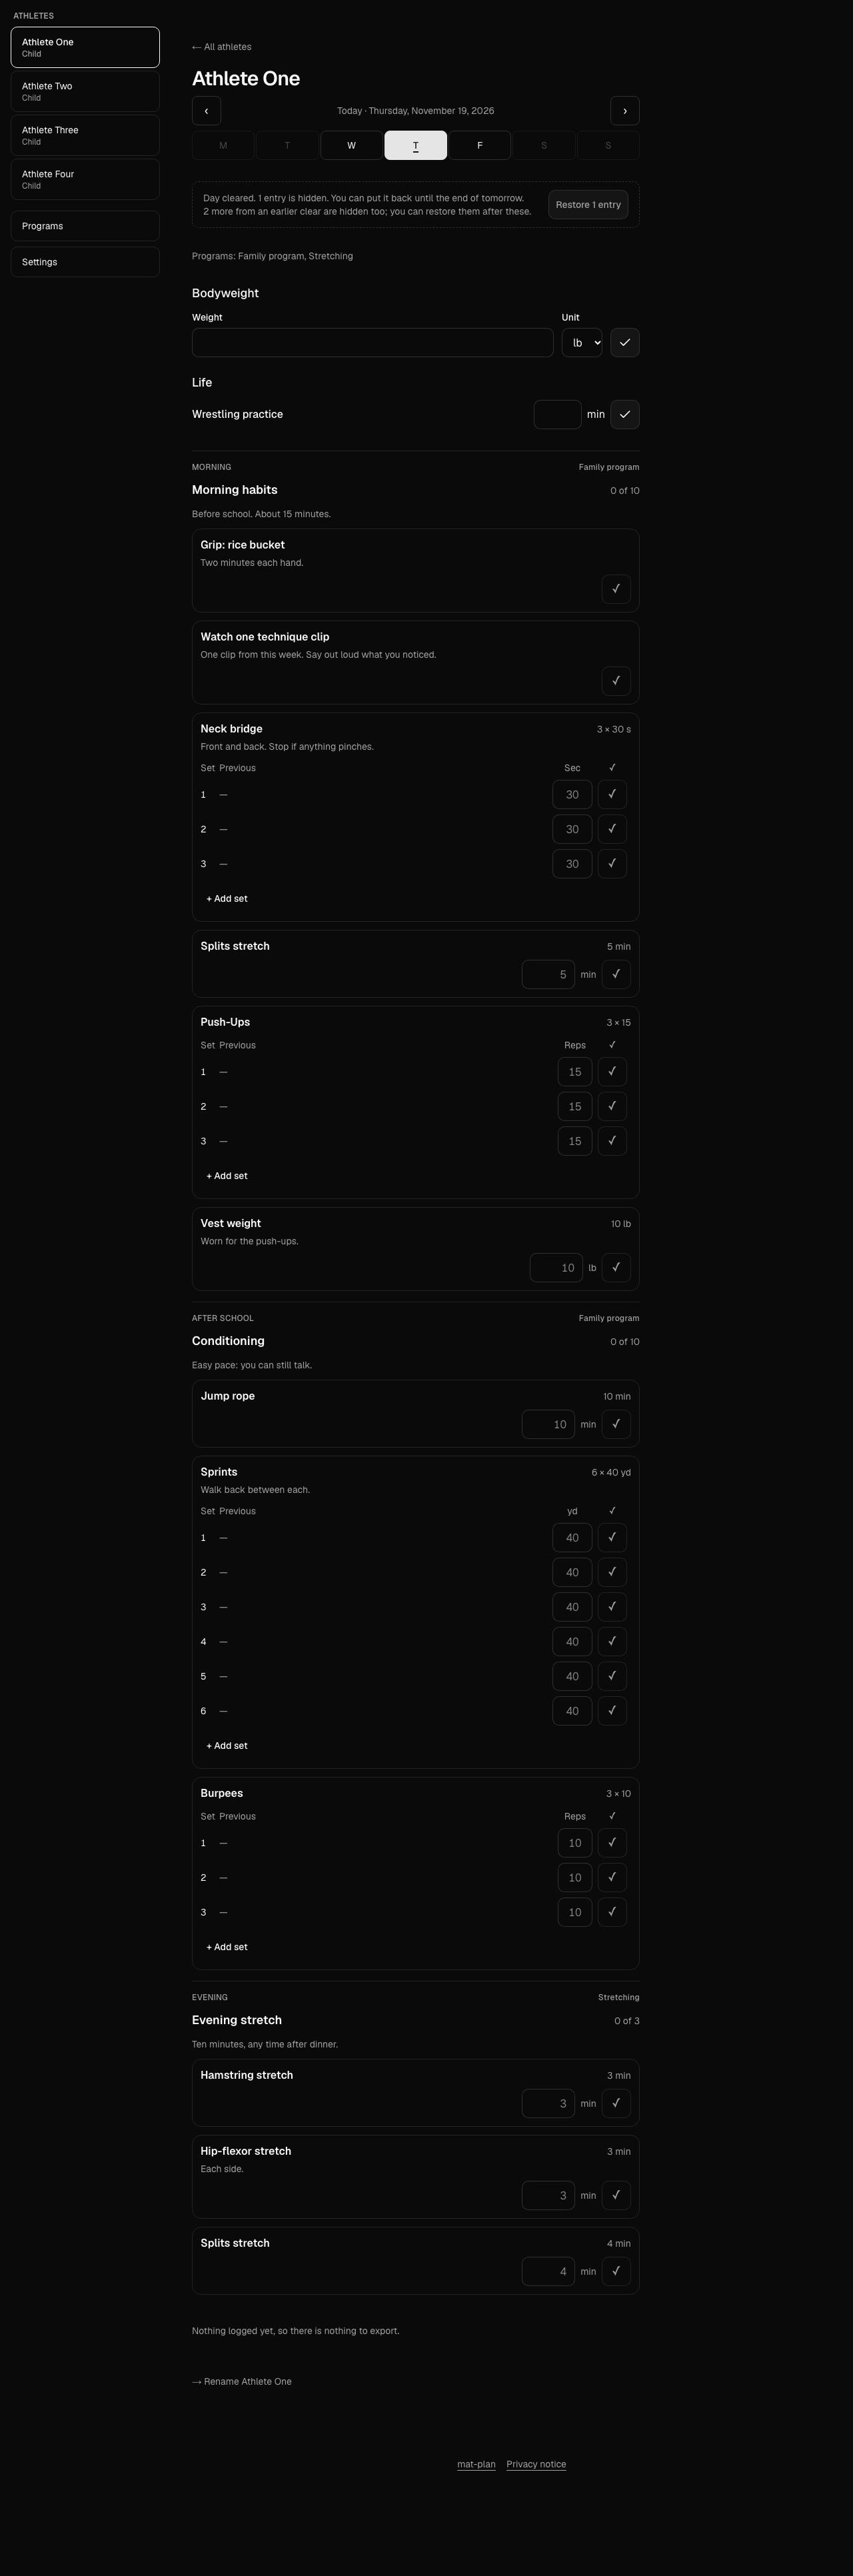 ATHLETES
Athlete One
Child
Athlete Two
Child
Athlete Three
Child
Athlete Four
Child
Programs
Settings
← All athletes
Athlete One
‹ Today · Thursday, November 19, 2026 ›
M T W T F S S
Day cleared. 1 entry is hidden. You can put it back until the end of tomorrow.
2 more from an earlier clear are hidden too; you can restore them after these.
Restore 1 entry
Programs: Family program, Stretching
Bodyweight
Weight Unit
lb ✓
Life
Wrestling practice min ✓
MORNING Family program
Morning habits 0 of 10
Before school. About 15 minutes.
Grip: rice bucket
Two minutes each hand.
✓
Watch one technique clip
One clip from this week. Say out loud what you noticed.
✓
Neck bridge 3 × 30 s
Front and back. Stop if anything pinches.
Set Previous Sec ✓
1 — 30 ✓
2 — 30 ✓
3 — 30 ✓
+ Add set
Splits stretch 5 min
5 min ✓
Push-Ups 3 × 15
Set Previous Reps ✓
1 — 15 ✓
2 — 15 ✓
3 — 15 ✓
+ Add set
Vest weight 10 lb
Worn for the push-ups.
10 lb ✓
AFTER SCHOOL Family program
Conditioning 0 of 10
Easy pace: you can still talk.
Jump rope 10 min
10 min ✓
Sprints 6 × 40 yd
Walk back between each.
Set Previous yd ✓
1 — 40 ✓
2 — 40 ✓
3 — 40 ✓
4 — 40 ✓
5 — 40 ✓
6 — 40 ✓
+ Add set
Burpees 3 × 10
Set Previous Reps ✓
1 — 10 ✓
2 — 10 ✓
3 — 10 ✓
+ Add set
EVENING Stretching
Evening stretch 0 of 3
Ten minutes, any time after dinner.
Hamstring stretch 3 min
3 min ✓
Hip-flexor stretch 3 min
Each side.
3 min ✓
Splits stretch 4 min
4 min ✓
Nothing logged yet, so there is nothing to export.
→ Rename Athlete One
mat-plan Privacy notice